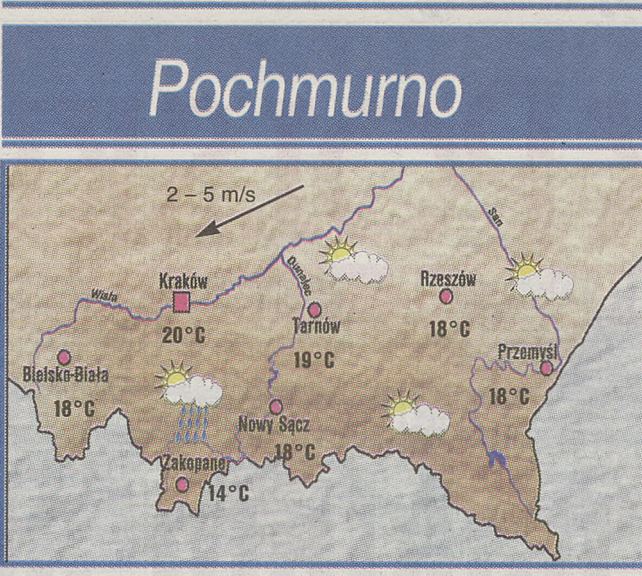 Pochmurno
2 – 5 m/s
San
Dunajec
Kraków
Rzeszów
Wisła
20°C
Tarnów
18°C
19°C
Przemyśl
Bielsko-Biała
18°C
18°C
Nowy Sącz
18°C
Zakopane
14°C